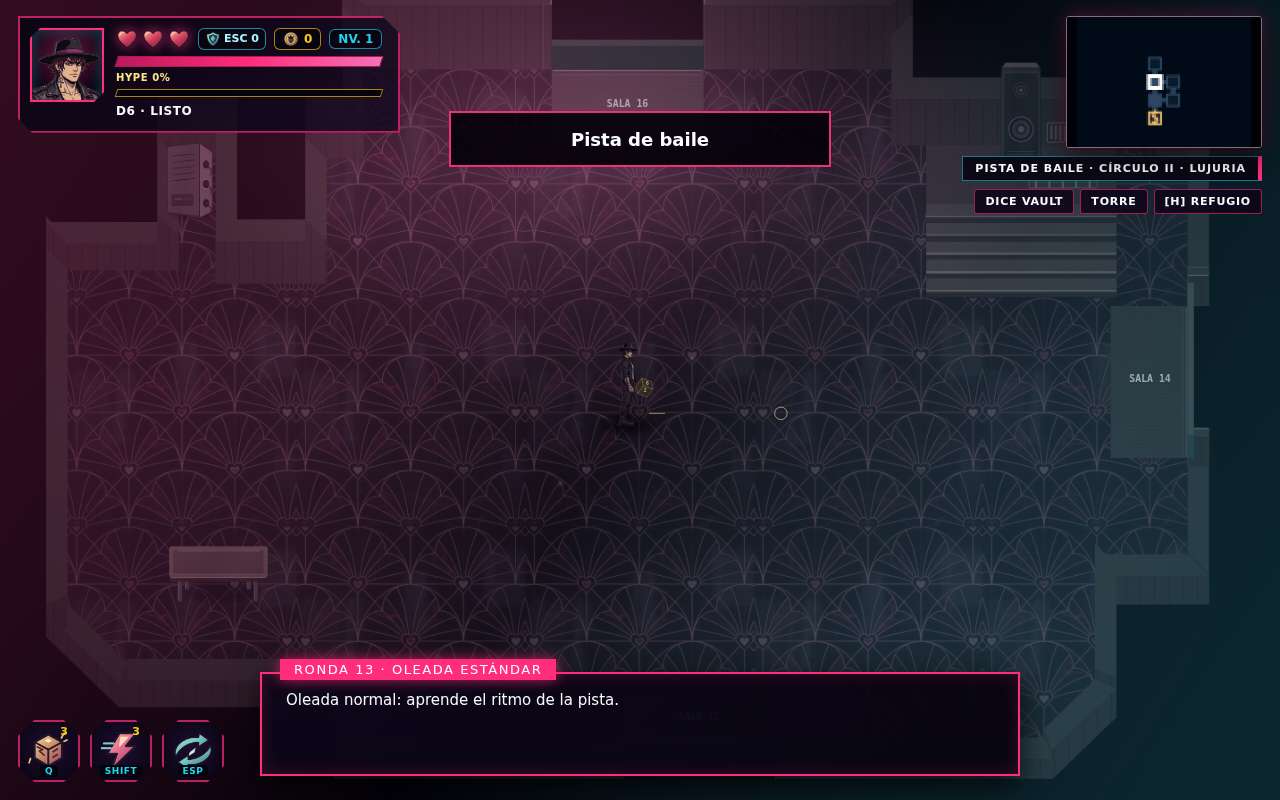 ESC 0
0
NV. 1
HYPE 0%
D6 · LISTO
SALA 16
Pista de baile
PISTA DE BAILE · CÍRCULO II · LUJURIA
DICE VAULT
TORRE
[H] REFUGIO
SALA 14
RONDA 13 · OLEADA ESTÁNDAR
Oleada normal: aprende el ritmo de la pista.
3
Q
3
SHIFT
ESP